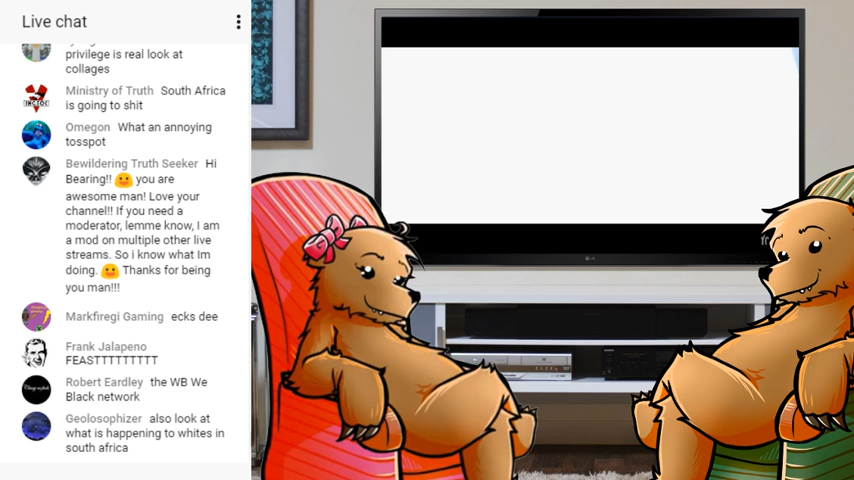 Live chat
privilege is real look at
collages
Ministry of Truth South Africa
is going to shit
INGSOC
Omegon What an annoying
tosspot
Bewildering Truth Seeker Hi
Bearing!! you are
awesome man! Love your
channel!! If you need a
moderator, lemme know, I am
a mod on multiple other live
streams. So i know what Im
doing. Thanks for being
you man!!!
Markfiregi Gaming ecks dee
Frank Jalapeno
FEASTTTTTTTTT
Robert Eardley the WB We
Black network
Geolosophizer also look at
what is happening to whites in
south africa
LG